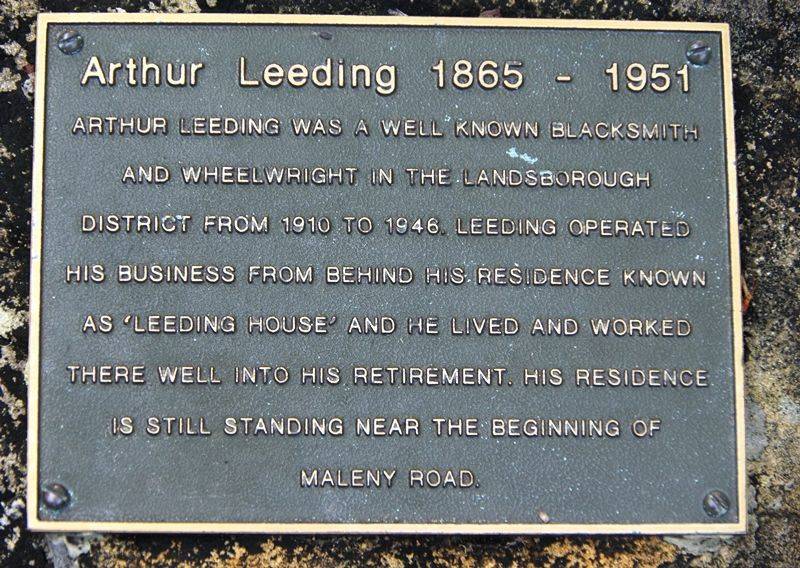 Arthur Leeding 1865 - 1951
ARTHUR LEEDING WAS A WELL KNOWN BLACKSMITH
AND WHEELWRIGHT IN THE LANDSBOROUGH
DISTRICT FROM 1910 TO 1946. LEEDING OPERATED
HIS BUSINESS FROM BEHIND HIS RESIDENCE KNOWN
AS ‘LEEDING HOUSE’ AND HE LIVED AND WORKED
THERE WELL INTO HIS RETIREMENT. HIS RESIDENCE
IS STILL STANDING NEAR THE BEGINNING OF
MALENY ROAD.